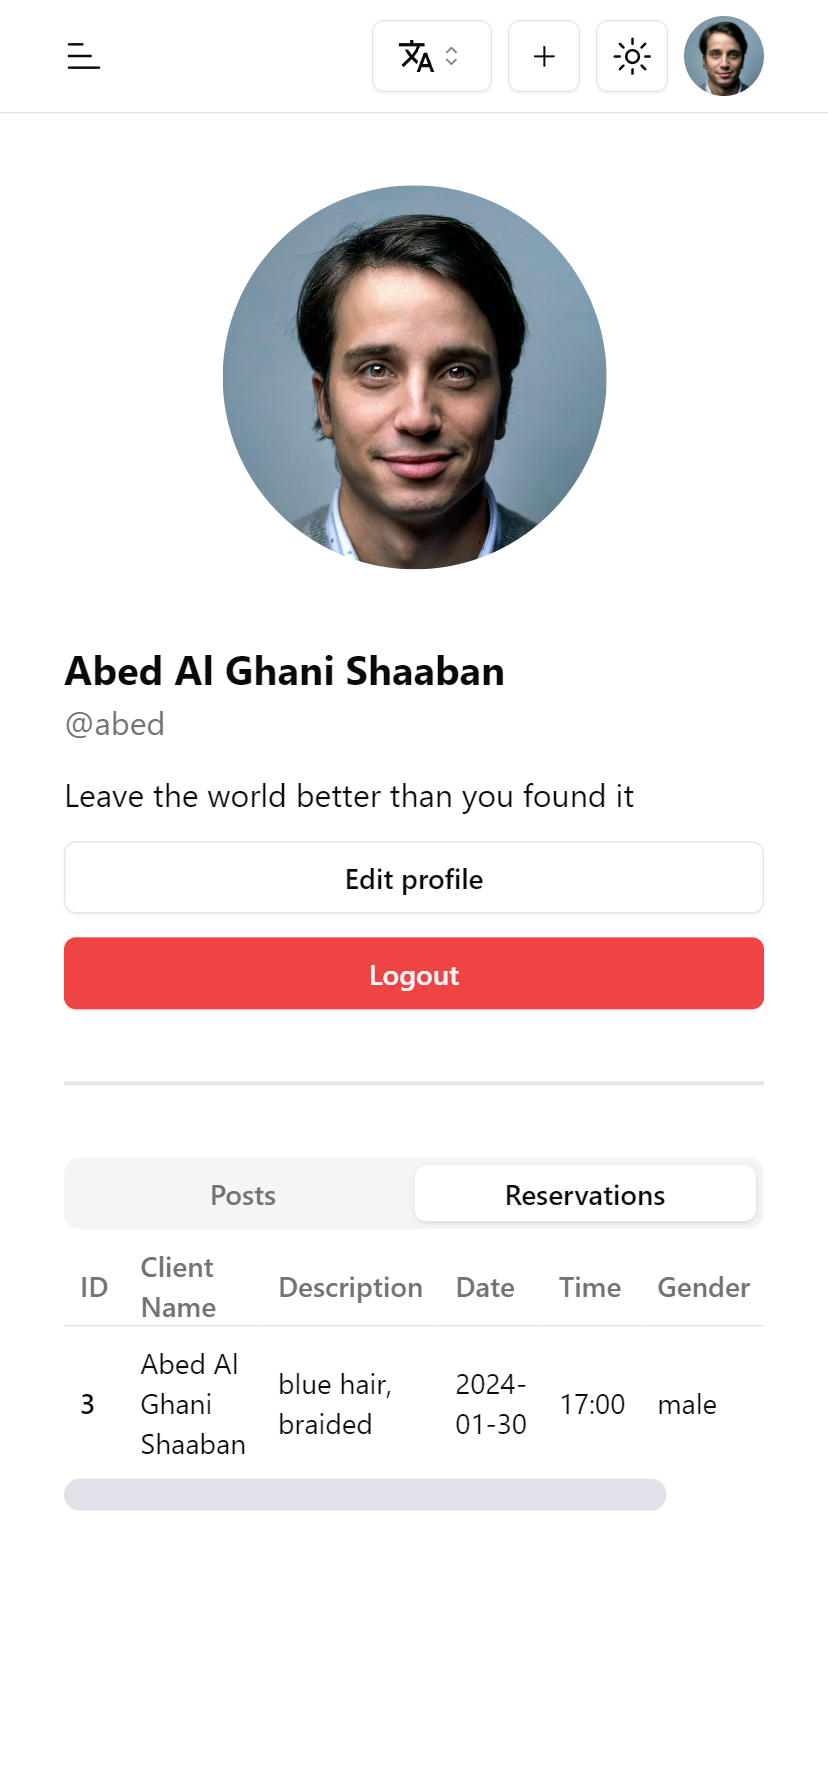 Abed Al Ghani Shaaban
@abed
Leave the world better than you found it
Edit profile
Logout
Posts Reservations
ID Client Name Description Date Time Gender
3 Abed Al Ghani Shaaban blue hair, braided 2024-01-30 17:00 male